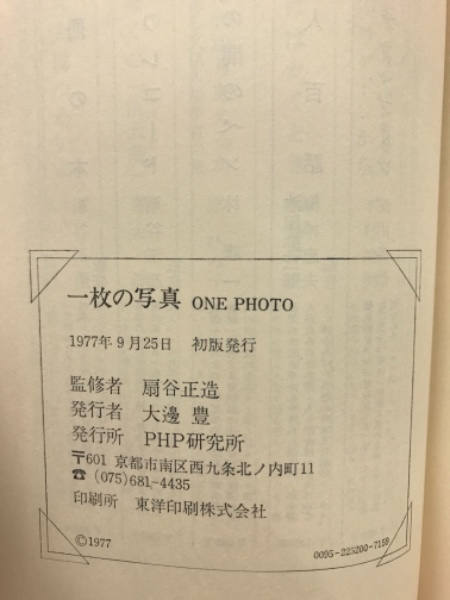 一枚の写真 ONE PHOTO
1977年9月25日 初版発行
監修者 扇谷正造
発行者 大邊 豊
発行所 PHP研究所
〒601 京都市南区西九条北ノ内町11
☎ (075)681-4435
印刷所 東洋印刷株式会社
©1977
0095-223200-7159